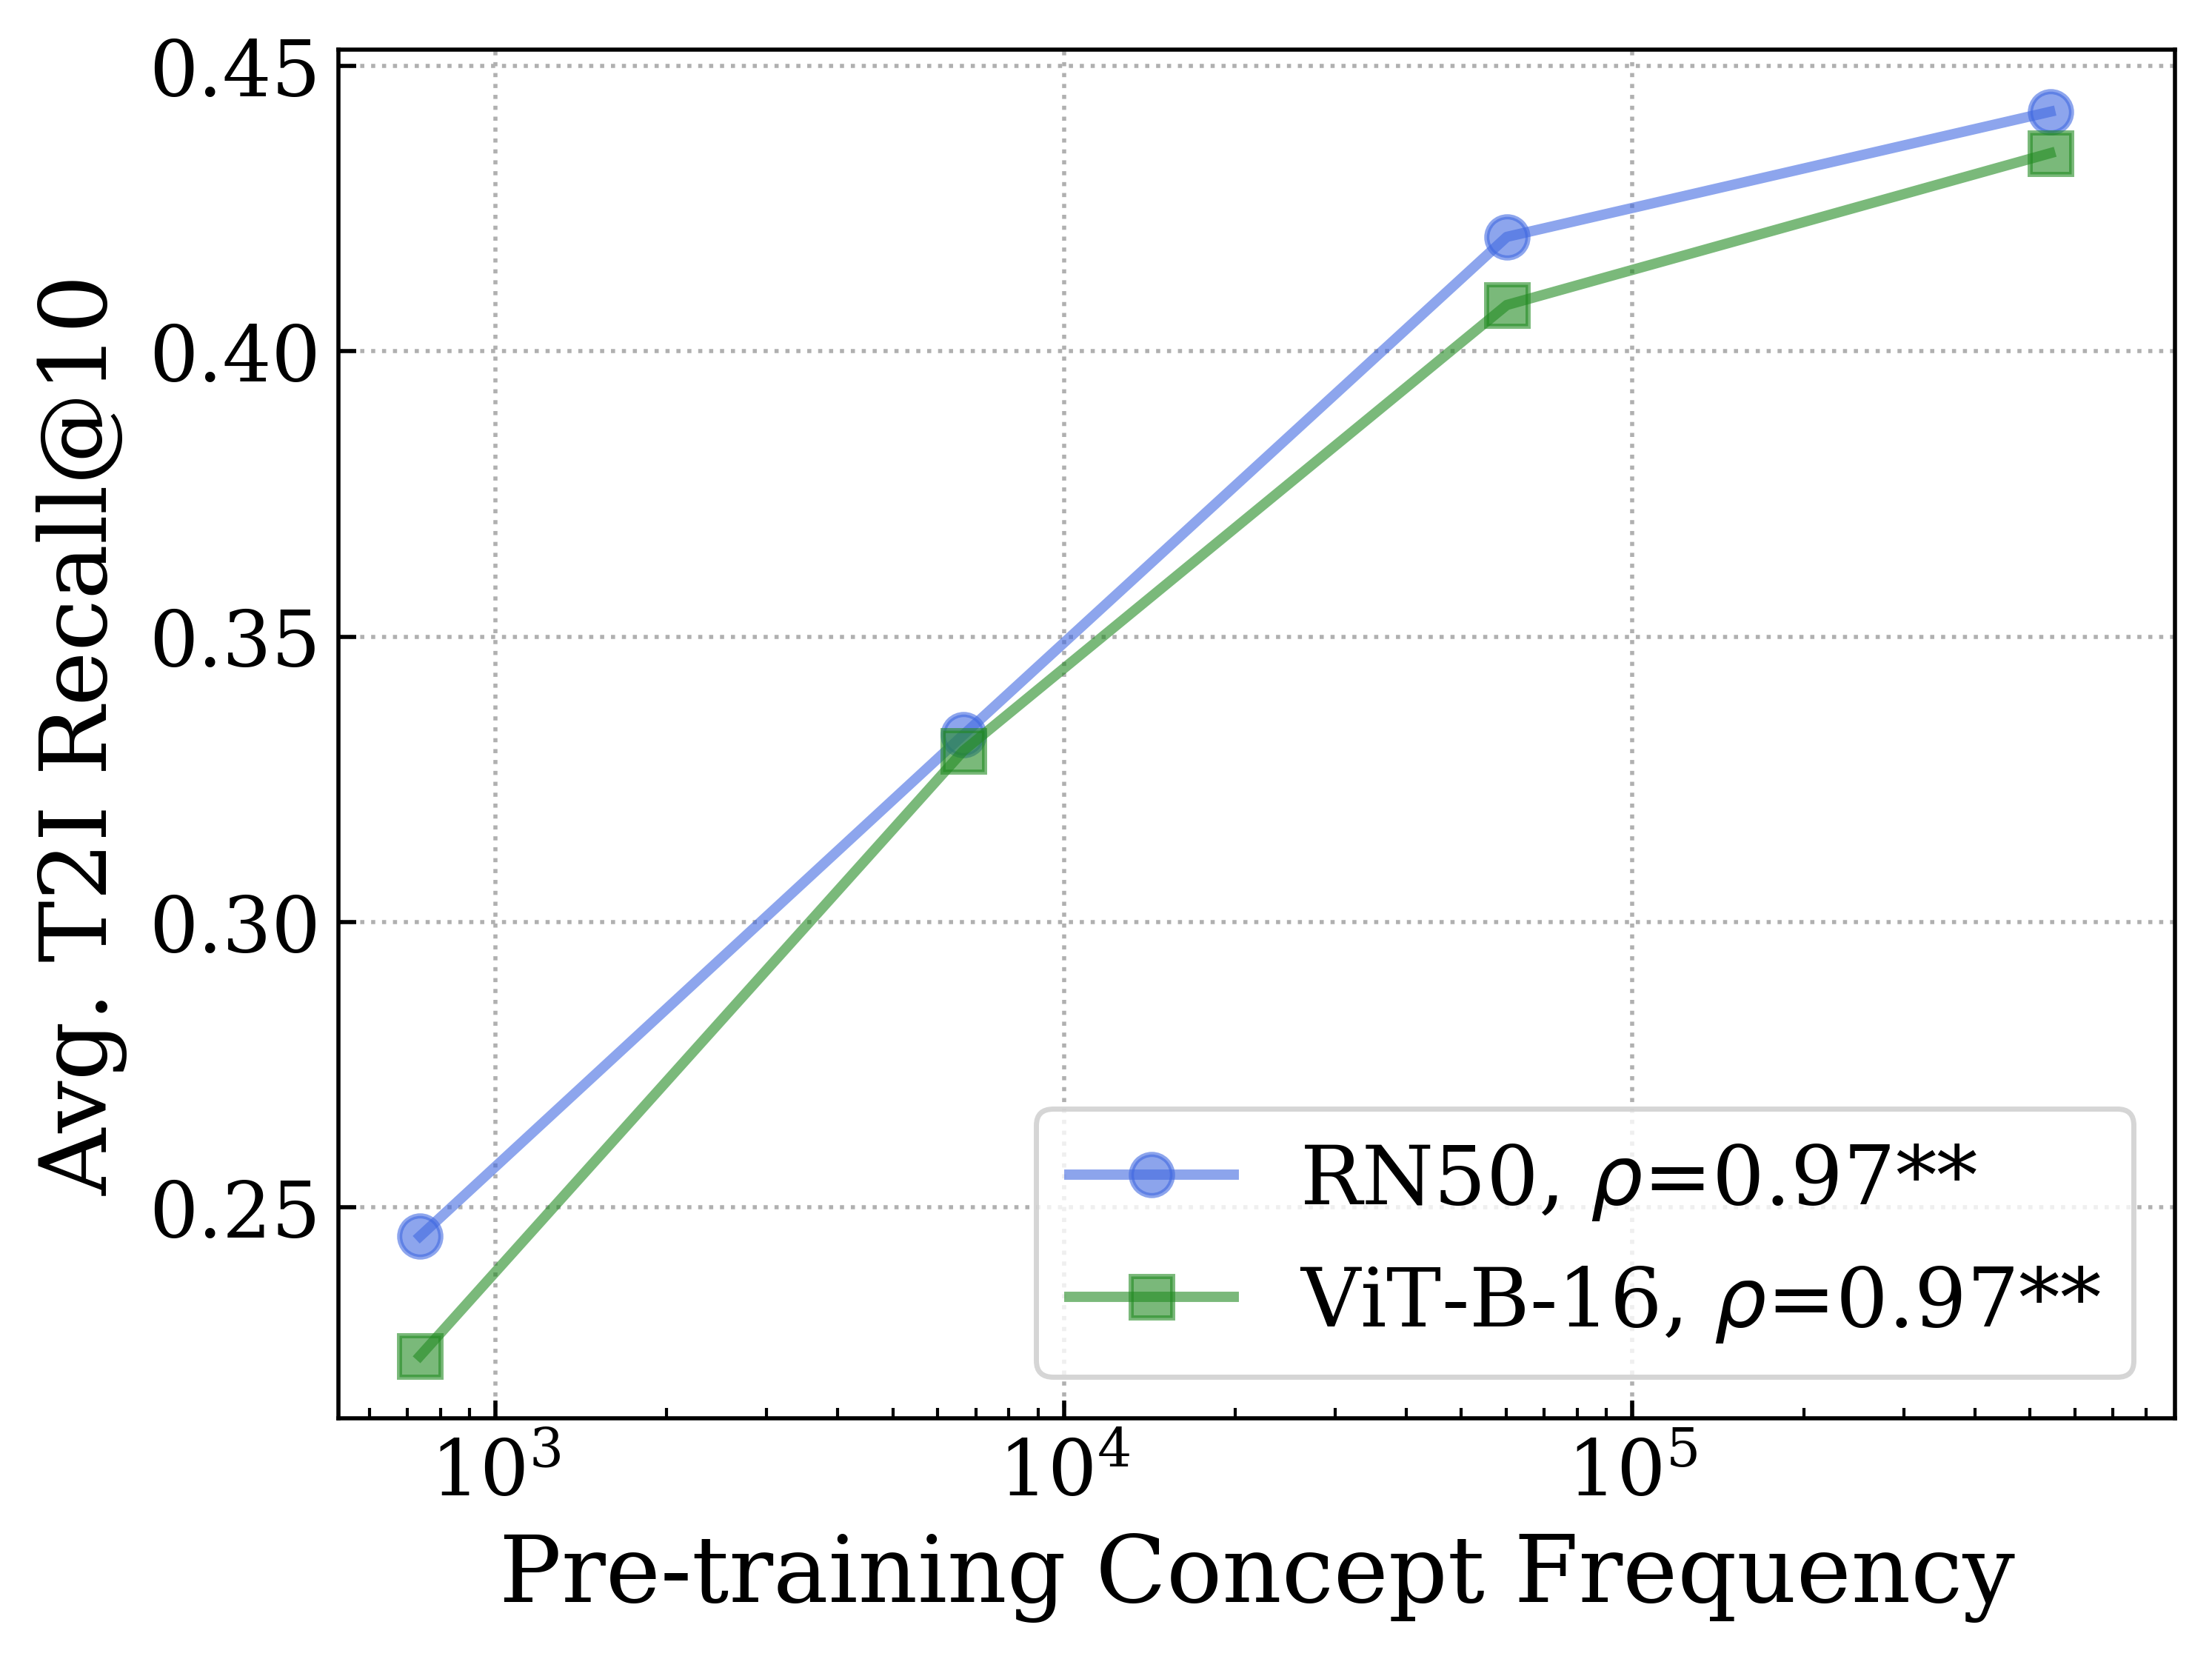 Avg. T2I Recall@10
0.45
0.40
0.35
0.30
0.25
RN50, ρ=0.97**
ViT-B-16, ρ=0.97**
10³
10⁴
10⁵
Pre-training Concept Frequency